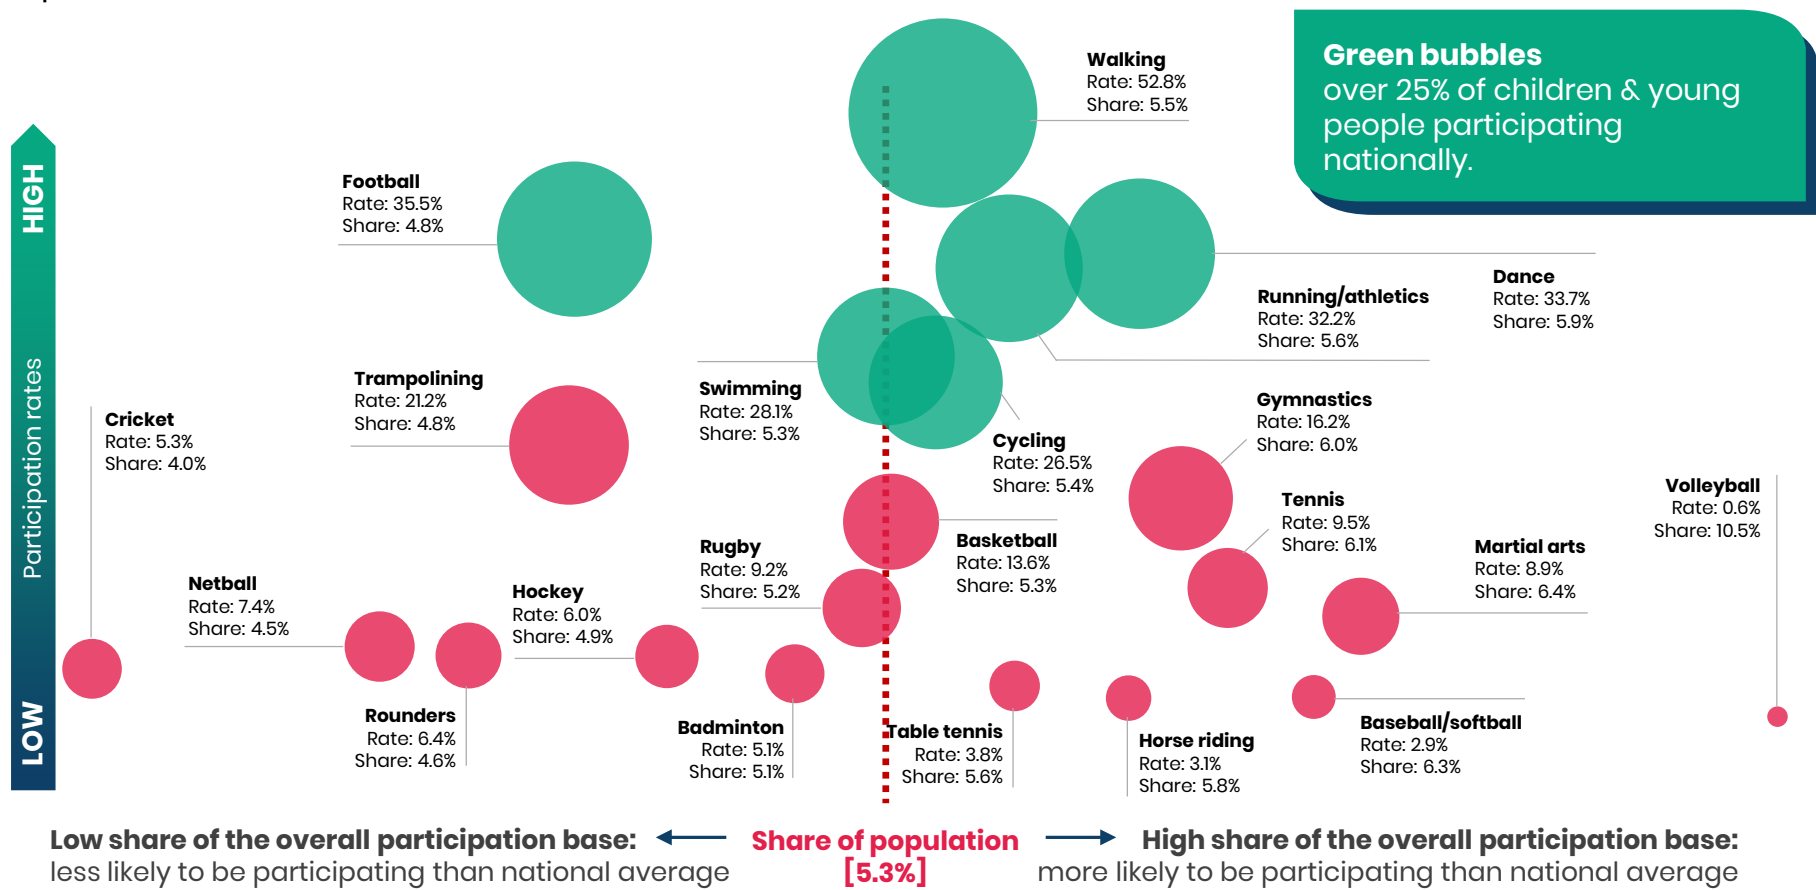 Walking
Rate: 52.8%
Share: 5.5%
Green bubbles
over 25% of children & young
people participating
nationally.
HIGH
Participation rates
LOW
Football
Rate: 35.5%
Share: 4.8%
Dance
Rate: 33.7%
Share: 5.9%
Running/athletics
Rate: 32.2%
Share: 5.6%
Trampolining
Rate: 21.2%
Share: 4.8%
Swimming
Rate: 28.1%
Share: 5.3%
Cricket
Rate: 5.3%
Share: 4.0%
Cycling
Rate: 26.5%
Share: 5.4%
Gymnastics
Rate: 16.2%
Share: 6.0%
Tennis
Rate: 9.5%
Share: 6.1%
Volleyball
Rate: 0.6%
Share: 10.5%
Basketball
Rate: 13.6%
Share: 5.3%
Rugby
Rate: 9.2%
Share: 5.2%
Martial arts
Rate: 8.9%
Share: 6.4%
Netball
Rate: 7.4%
Share: 4.5%
Hockey
Rate: 6.0%
Share: 4.9%
Rounders
Rate: 6.4%
Share: 4.6%
Badminton
Rate: 5.1%
Share: 5.1%
Table tennis
Rate: 3.8%
Share: 5.6%
Horse riding
Rate: 3.1%
Share: 5.8%
Baseball/softball
Rate: 2.9%
Share: 6.3%
Low share of the overall participation base:
less likely to be participating than national average
Share of population
[5.3%]
High share of the overall participation base:
more likely to be participating than national average